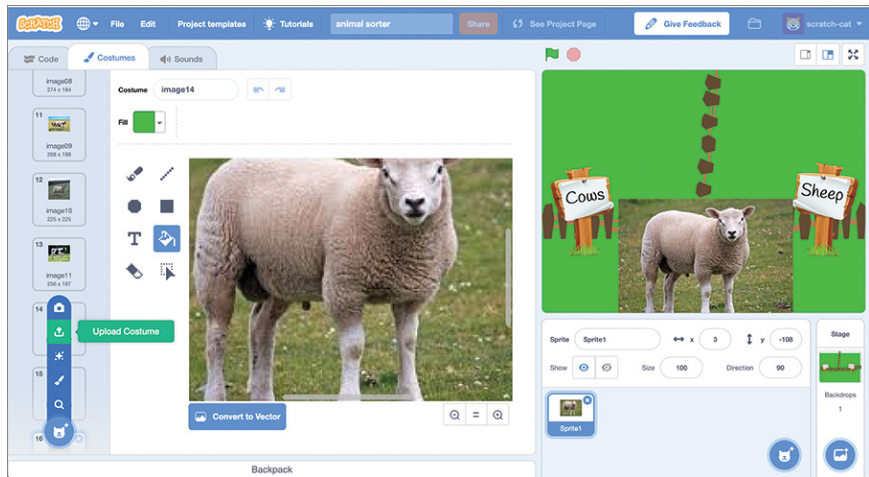 SCRATCH File Edit Project templates Tutorials animal sorter Share See Project Page Give Feedback scratch-cat
Code Costumes Sounds
image08
274 x 184
11
image09
268 x 188
12
image10
225 x 225
13
image11
256 x 197
14
15
16
Upload Costume
Costume image14
Fill
T
Convert to Vector
Backpack
Cows
Sheep
Sprite Sprite1 x 3 y -108
Show Size 100 Direction 90
Sprite1
Stage
Backdrops
1